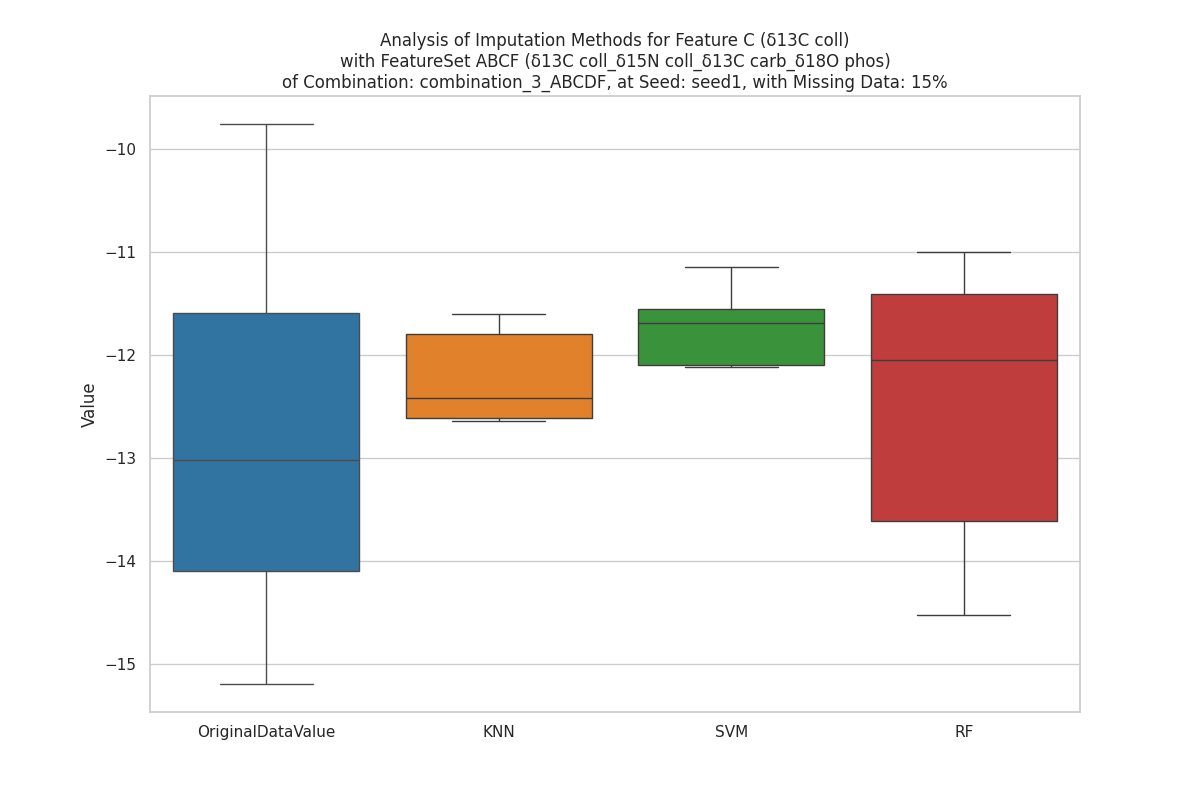 Analysis of Imputation Methods for Feature C (δ13C coll)
with FeatureSet ABCF (δ13C coll_δ15N coll_δ13C carb_δ18O phos)
of Combination: combination_3_ABCDF, at Seed: seed1, with Missing Data: 15%
Value
−10
−11
−12
−13
−14
−15
OriginalDataValue
KNN
SVM
RF